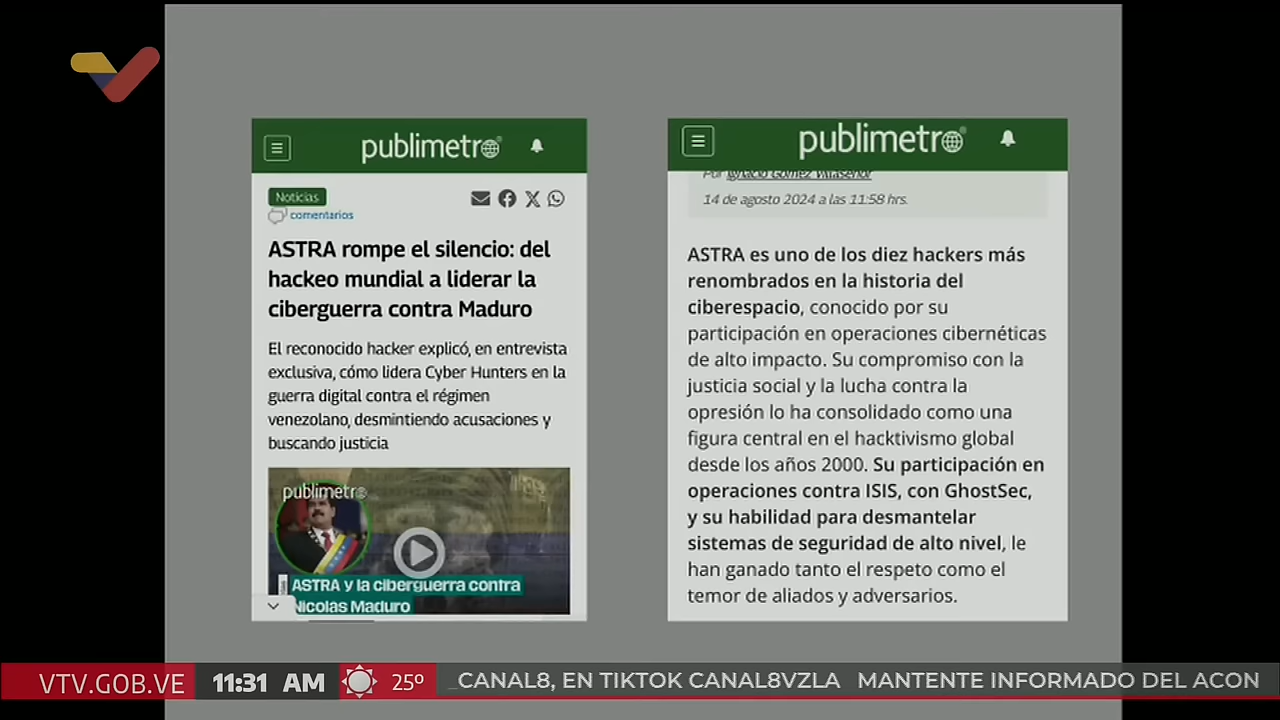 publimetro
Noticias
comentarios
ASTRA rompe el silencio: del
hackeo mundial a liderar la
ciberguerra contra Maduro
El reconocido hacker explicó, en entrevista
exclusiva, cómo lidera Cyber Hunters en la
guerra digital contra el régimen
venezolano, desmintiendo acusaciones y
buscando justicia
publimetro
ASTRA y la ciberguerra contra
Nicolas Maduro
publimetro
Por Ignacio Gómez Villaseñor
14 de agosto 2024 a las 11:58 hrs.
ASTRA es uno de los diez hackers más
renombrados en la historia del
ciberespacio, conocido por su
participación en operaciones cibernéticas
de alto impacto. Su compromiso con la
justicia social y la lucha contra la
opresión lo ha consolidado como una
figura central en el hacktivismo global
desde los años 2000. Su participación en
operaciones contra ISIS, con GhostSec,
y su habilidad para desmantelar
sistemas de seguridad de alto nivel, le
han ganado tanto el respeto como el
temor de aliados y adversarios.
VTV.GOB.VE 11:31 AM 25º _CANAL8, EN TIKTOK CANAL8VZLA MANTENTE INFORMADO DEL ACON